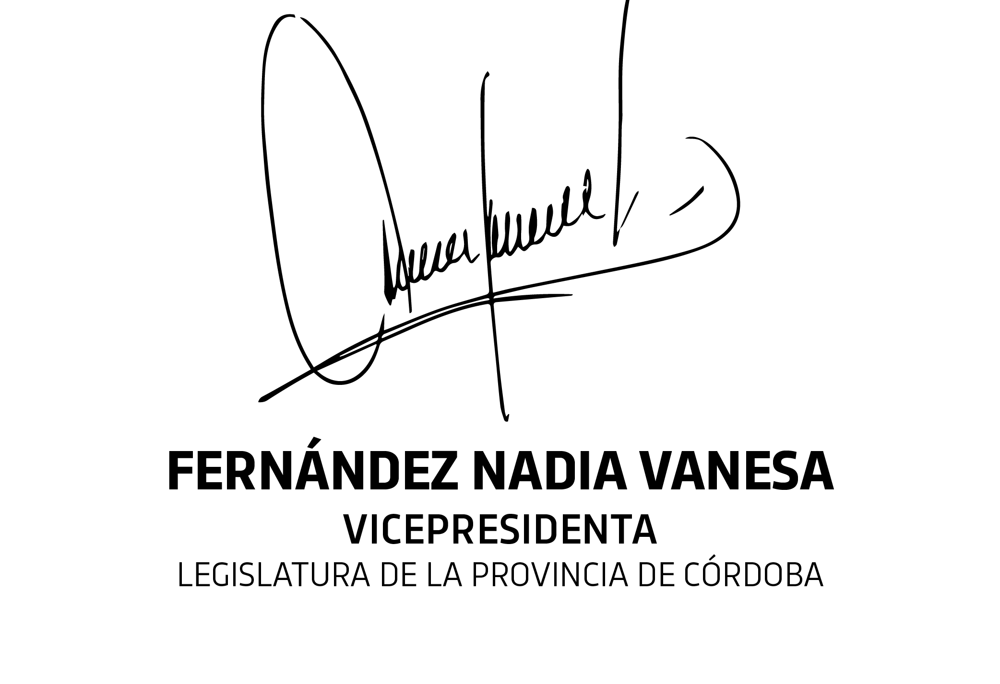 FERNÁNDEZ NADIA VANESA
VICEPRESIDENTA
LEGISLATURA DE LA PROVINCIA DE CÓRDOBA